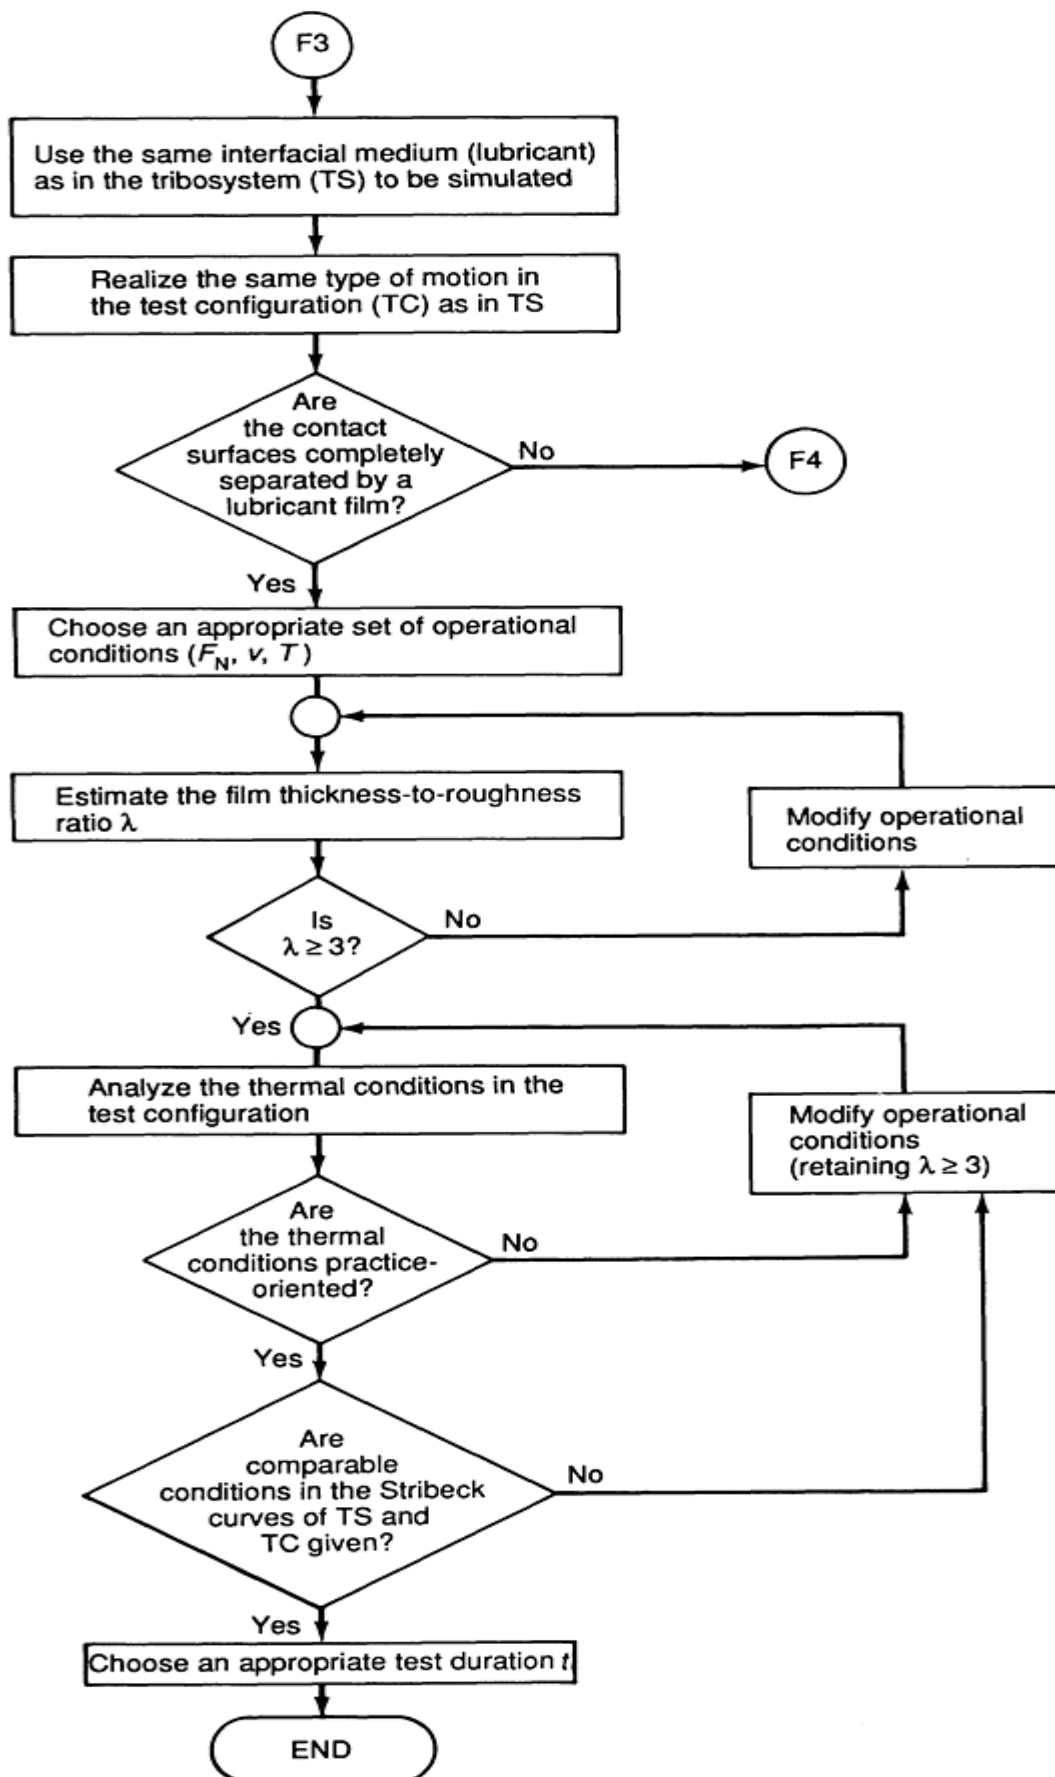 F3
Use the same interfacial medium (lubricant)
as in the tribosystem (TS) to be simulated
Realize the same type of motion in
the test configuration (TC) as in TS
Are
the contact
surfaces completely
separated by a
lubricant film?
No
F4
Yes
Choose an appropriate set of operational
conditions (F_N, v, T)
Estimate the film thickness-to-roughness
ratio λ
Modify operational
conditions
Is
λ ≥ 3?
No
Yes
Analyze the thermal conditions in the
test configuration
Modify operational
conditions
(retaining λ ≥ 3)
Are
the thermal
conditions practice-
oriented?
No
Yes
Are
comparable
conditions in the Stribeck
curves of TS and
TC given?
No
Yes
Choose an appropriate test duration t
END